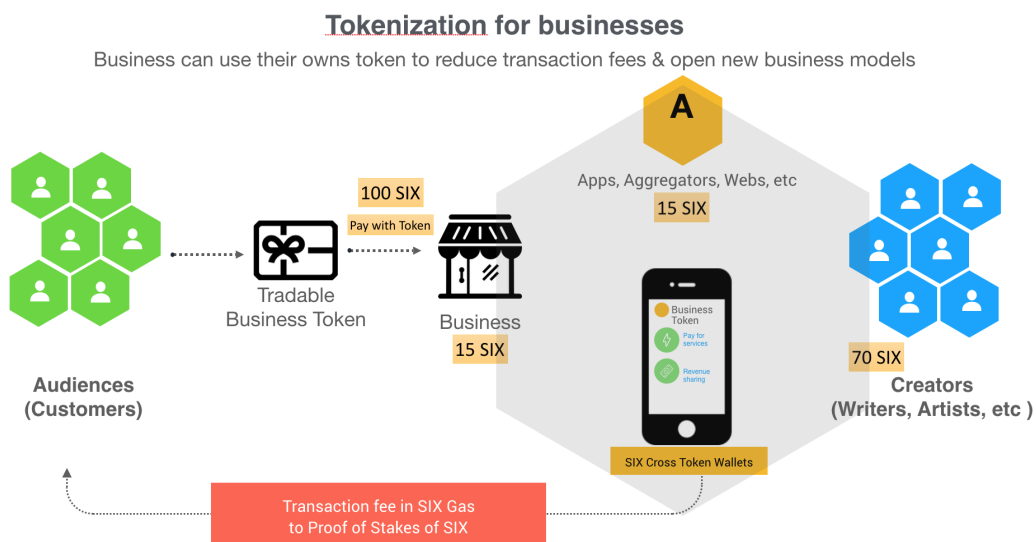 Tokenization for businesses
Business can use their owns token to reduce transaction fees & open new business models
A
Apps, Aggregators, Webs, etc
15 SIX
100 SIX
Pay with Token
Tradable
Business Token
Business
15 SIX
Business
Token
Pay for
services
Revenue
sharing
SIX Cross Token Wallets
70 SIX
Creators
(Writers, Artists, etc )
Audiences
(Customers)
Transaction fee in SIX Gas
to Proof of Stakes of SIX